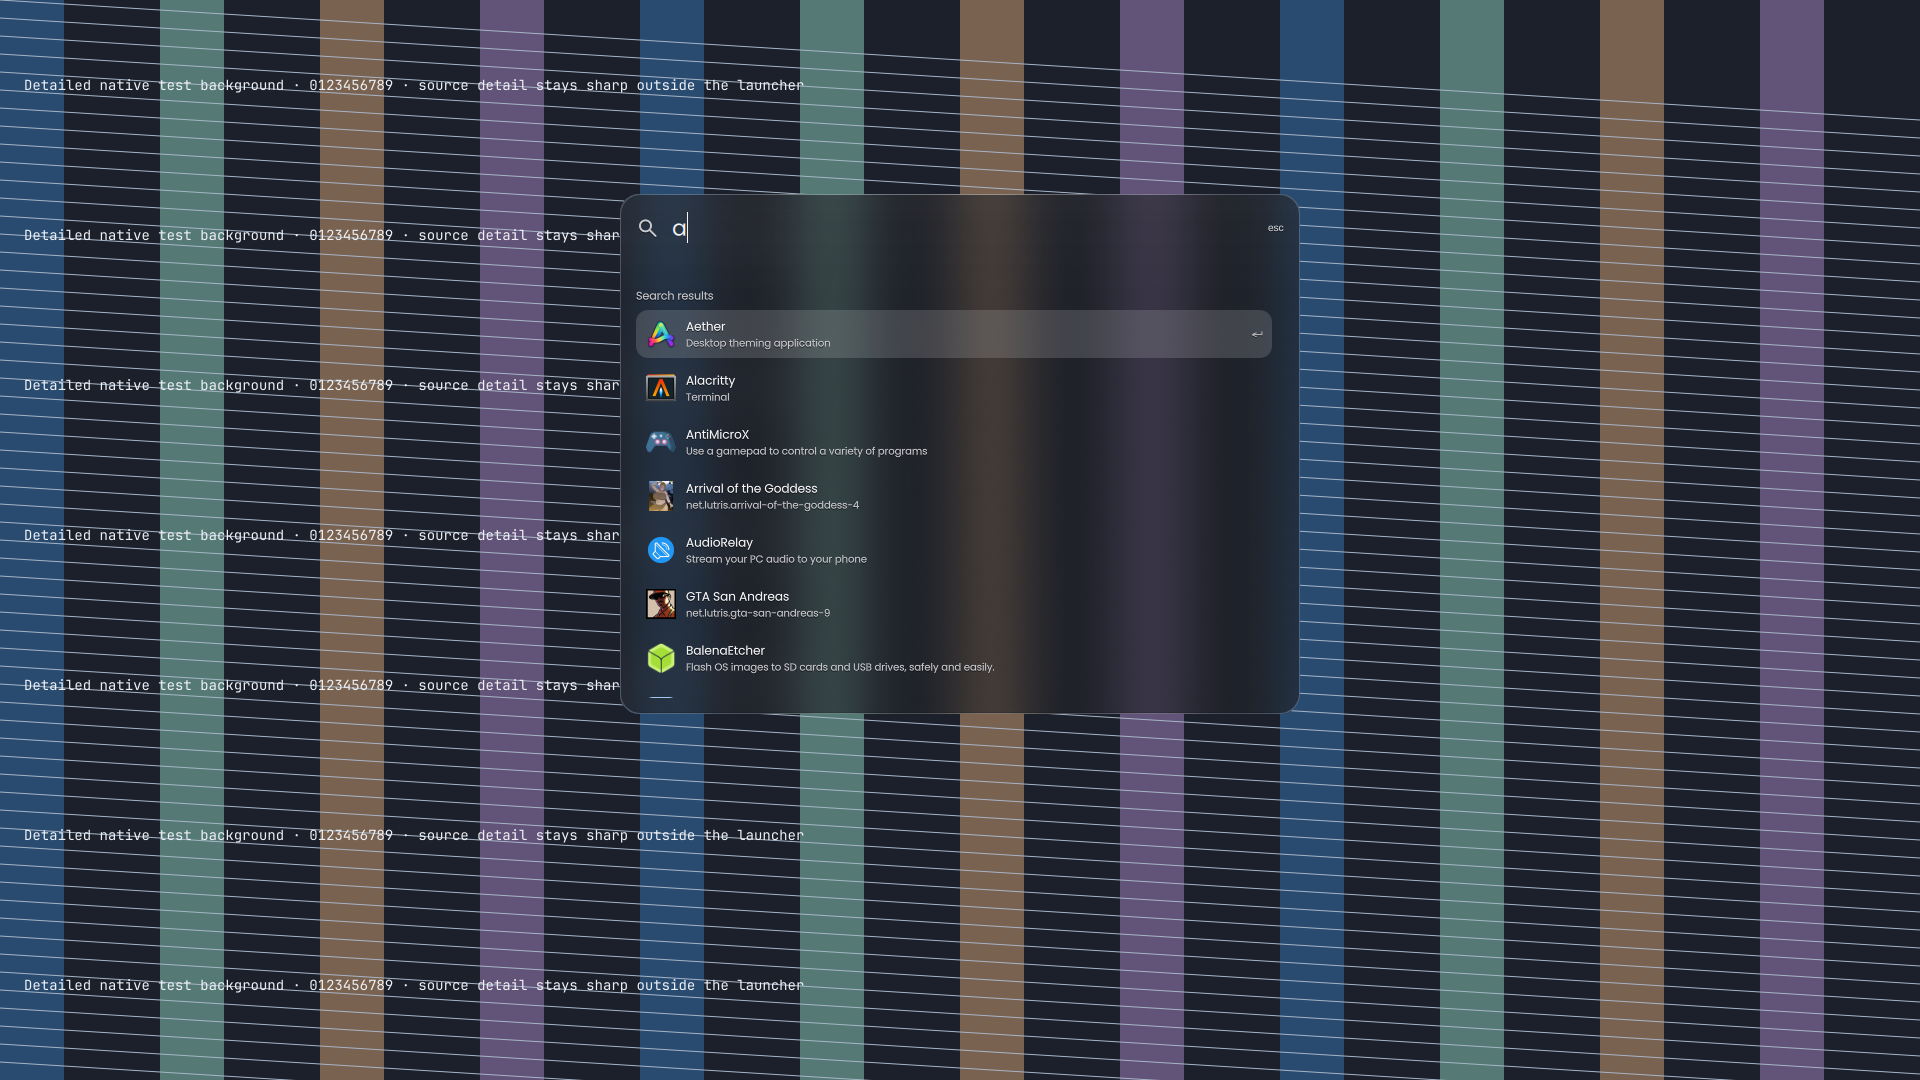 Detailed native test background · 0123456789 · source detail stays sharp outside the launcher
Detailed native test background · 0123456789 · source detail stays shar
a
esc
Search results
Aether
Desktop theming application
Detailed native test background · 0123456789 · source detail stays shar
Alacritty
Terminal
AntiMicroX
Use a gamepad to control a variety of programs
Arrival of the Goddess
net.lutris.arrival-of-the-goddess-4
Detailed native test background · 0123456789 · source detail stays shar
AudioRelay
Stream your PC audio to your phone
GTA San Andreas
net.lutris.gta-san-andreas-9
BalenaEtcher
Flash OS images to SD cards and USB drives, safely and easily.
Detailed native test background · 0123456789 · source detail stays shar
Detailed native test background · 0123456789 · source detail stays sharp outside the launcher
Detailed native test background · 0123456789 · source detail stays sharp outside the launcher